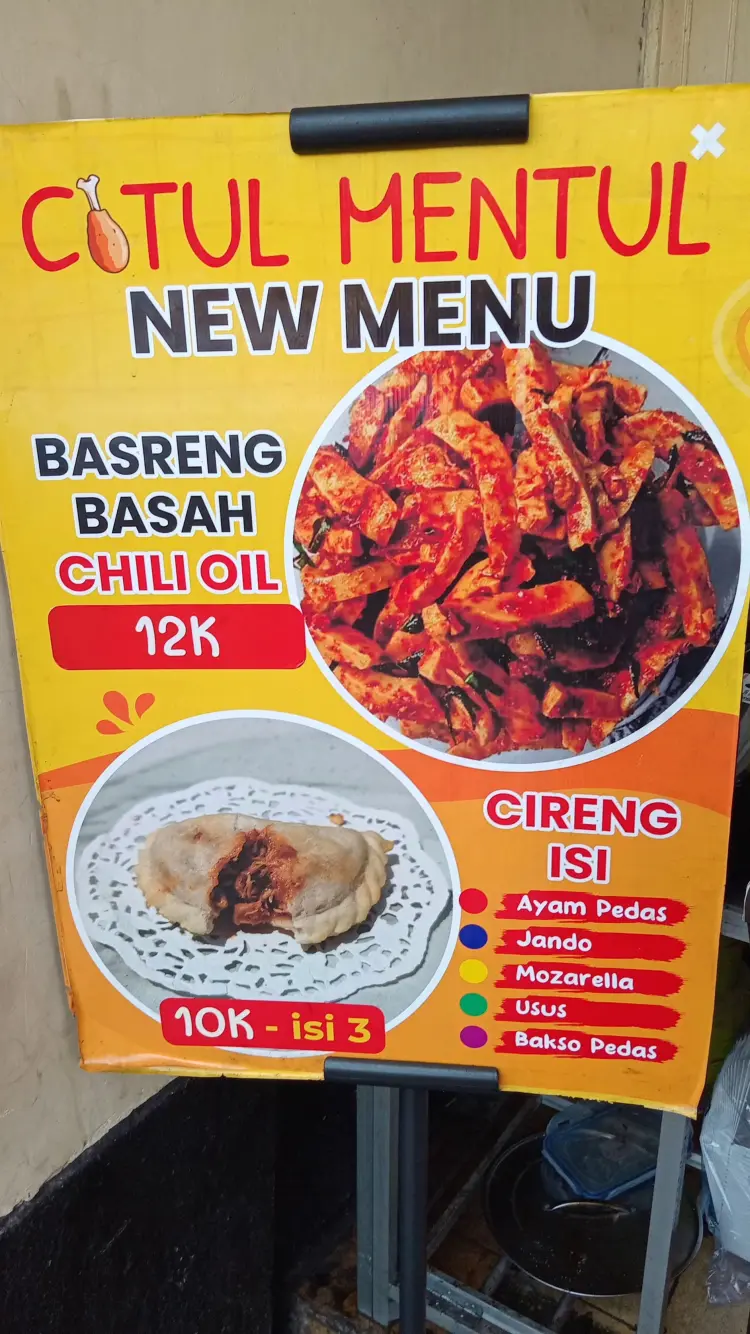 CITUL MENTUL
NEW MENU
BASRENG
BASAH
CHILI OIL
12K
CIRENG
ISI
Ayam Pedas
Jando
Mozarella
Usus
Bakso Pedas
10K - isi 3